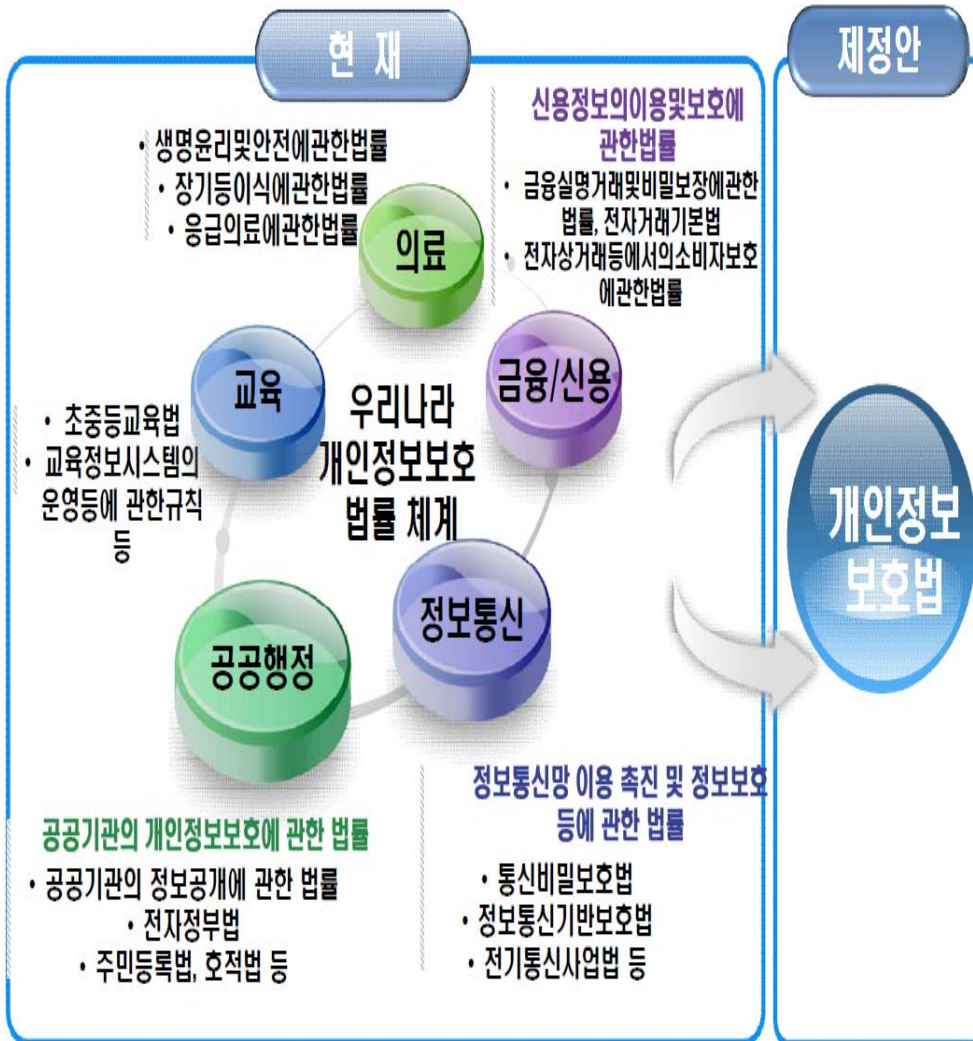 현 재
제정안
• 생명윤리및안전에관한법률
• 장기등이식에관한법률
• 응급의료에관한법률
신용정보의이용및보호에
관한법률
• 금융실명거래및비밀보장에관한
법률, 전자거래기본법
• 전자상거래등에서의소비자보호
에관한법률
의료
교육
금융/신용
우리나라
개인정보보호
법률 체계
• 초중등교육법
• 교육정보시스템의
운영등에 관한규칙
등
개인정보
보호법
공공행정
정보통신
정보통신망 이용 촉진 및 정보보호
등에 관한 법률
• 통신비밀보호법
• 정보통신기반보호법
• 전기통신사업법 등
공공기관의 개인정보보호에 관한 법률
• 공공기관의 정보공개에 관한 법률
• 전자정부법
• 주민등록법, 호적법 등